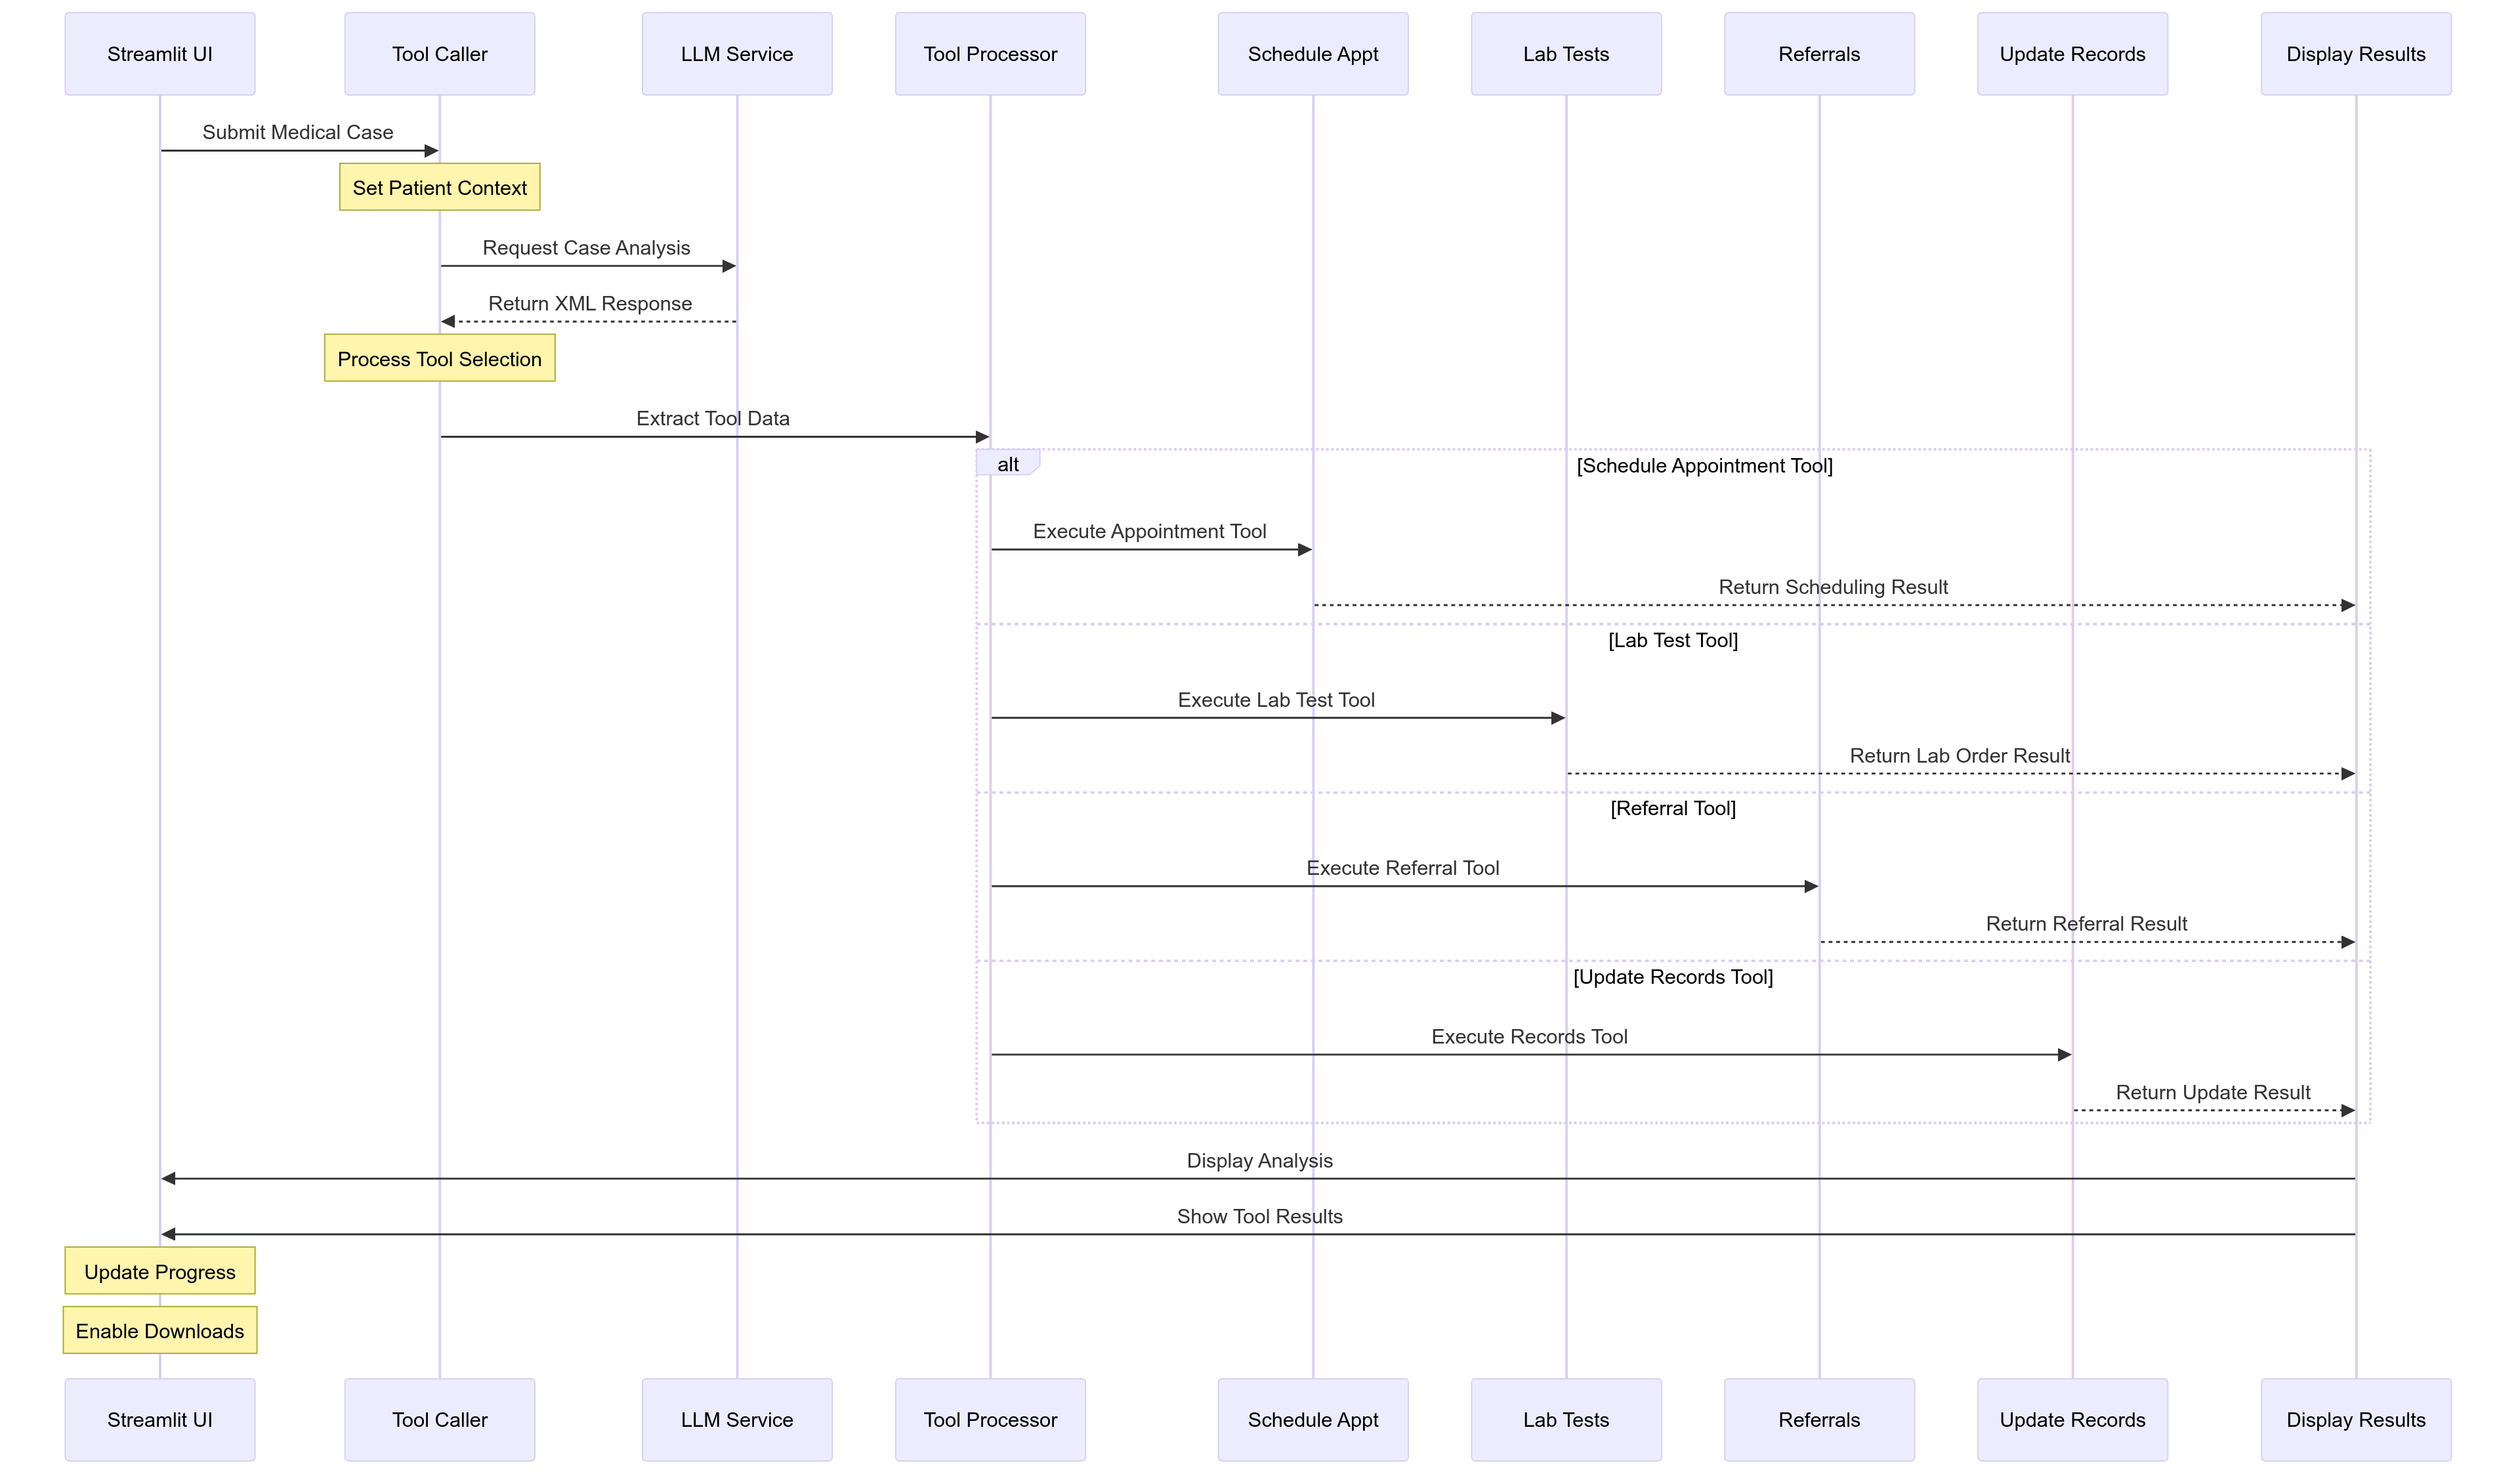 Streamlit UI
Tool Caller
LLM Service
Tool Processor
Schedule Appt
Lab Tests
Referrals
Update Records
Display Results
Submit Medical Case
Set Patient Context
Request Case Analysis
Return XML Response
Process Tool Selection
Extract Tool Data
alt
[Schedule Appointment Tool]
Execute Appointment Tool
Return Scheduling Result
[Lab Test Tool]
Execute Lab Test Tool
Return Lab Order Result
[Referral Tool]
Execute Referral Tool
Return Referral Result
[Update Records Tool]
Execute Records Tool
Return Update Result
Display Analysis
Show Tool Results
Update Progress
Enable Downloads
Streamlit UI
Tool Caller
LLM Service
Tool Processor
Schedule Appt
Lab Tests
Referrals
Update Records
Display Results